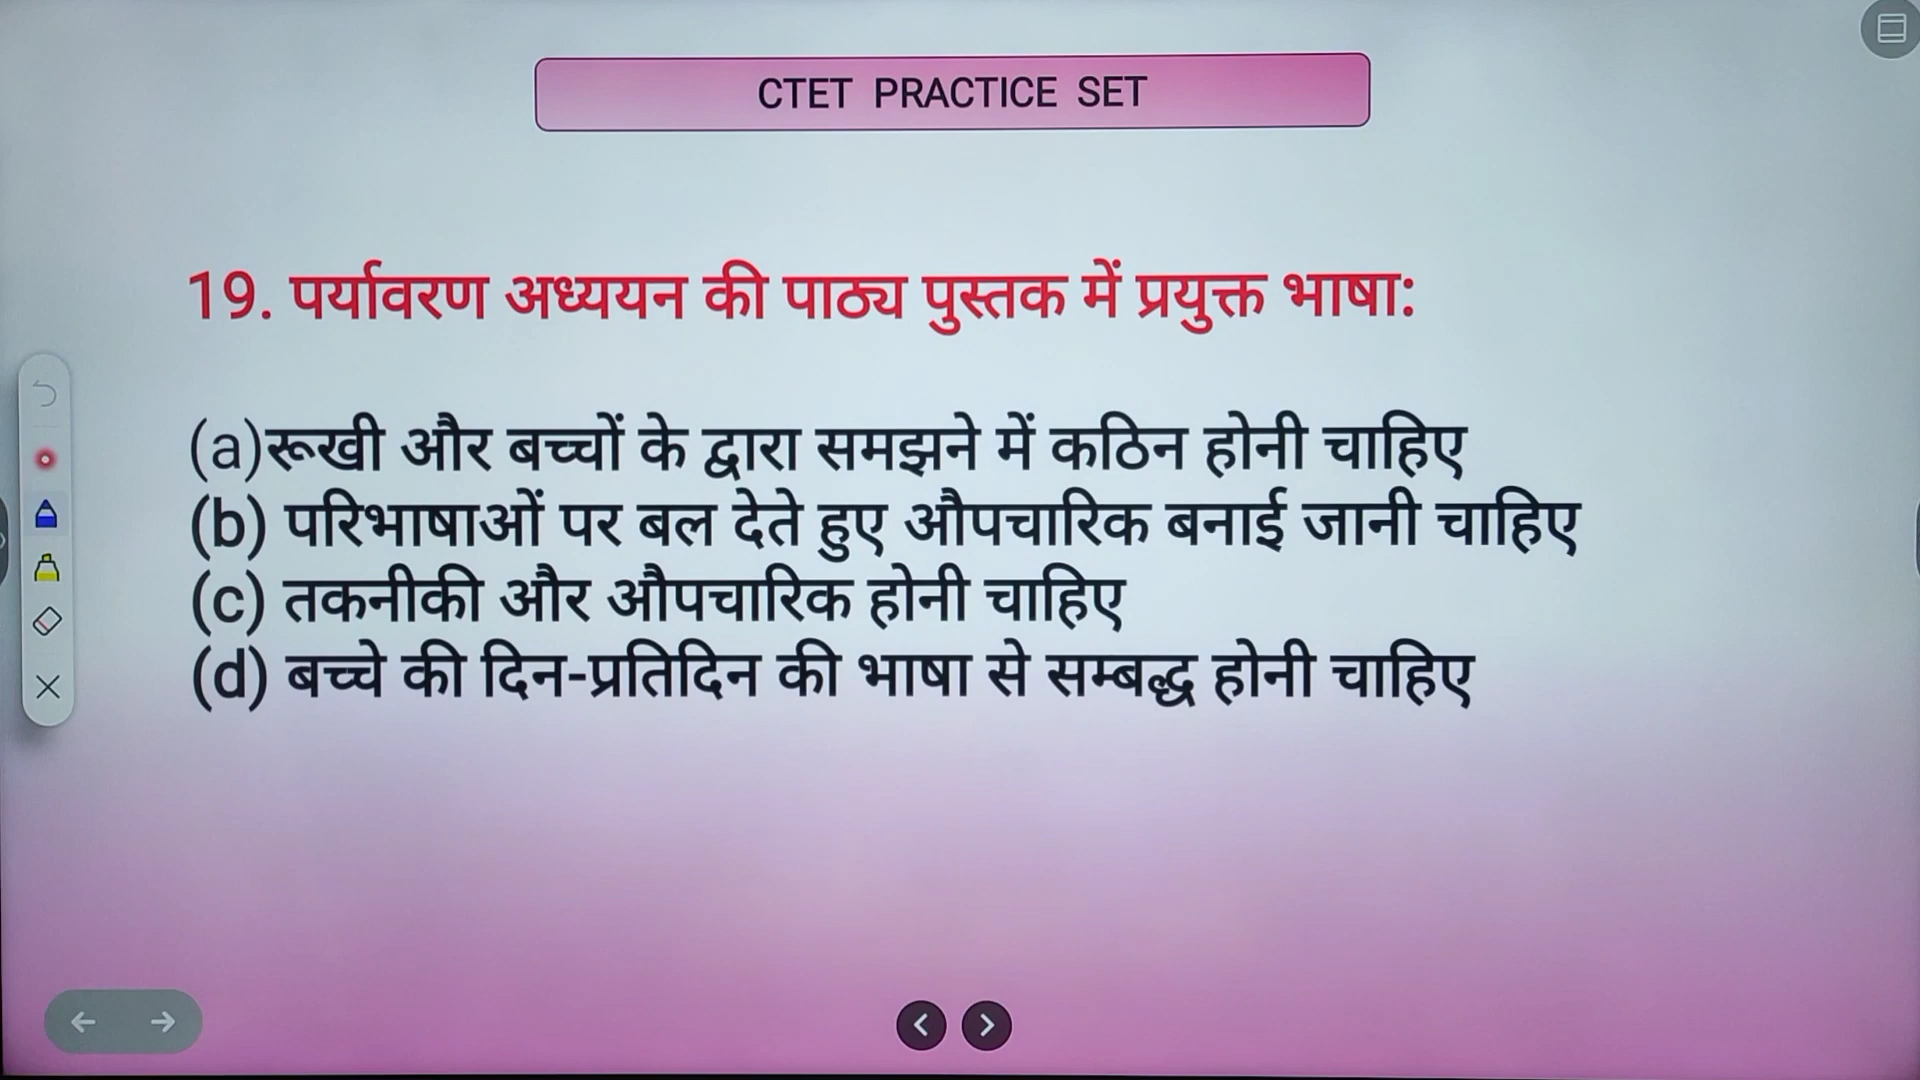 CTET PRACTICE SET
19. पर्यावरण अध्ययन की पाठ्य पुस्तक में प्रयुक्त भाषा:
(a)रूखी और बच्चों के द्वारा समझने में कठिन होनी चाहिए
(b) परिभाषाओं पर बल देते हुए औपचारिक बनाई जानी चाहिए
(c) तकनीकी और औपचारिक होनी चाहिए
(d) बच्चे की दिन-प्रतिदिन की भाषा से सम्बद्ध होनी चाहिए